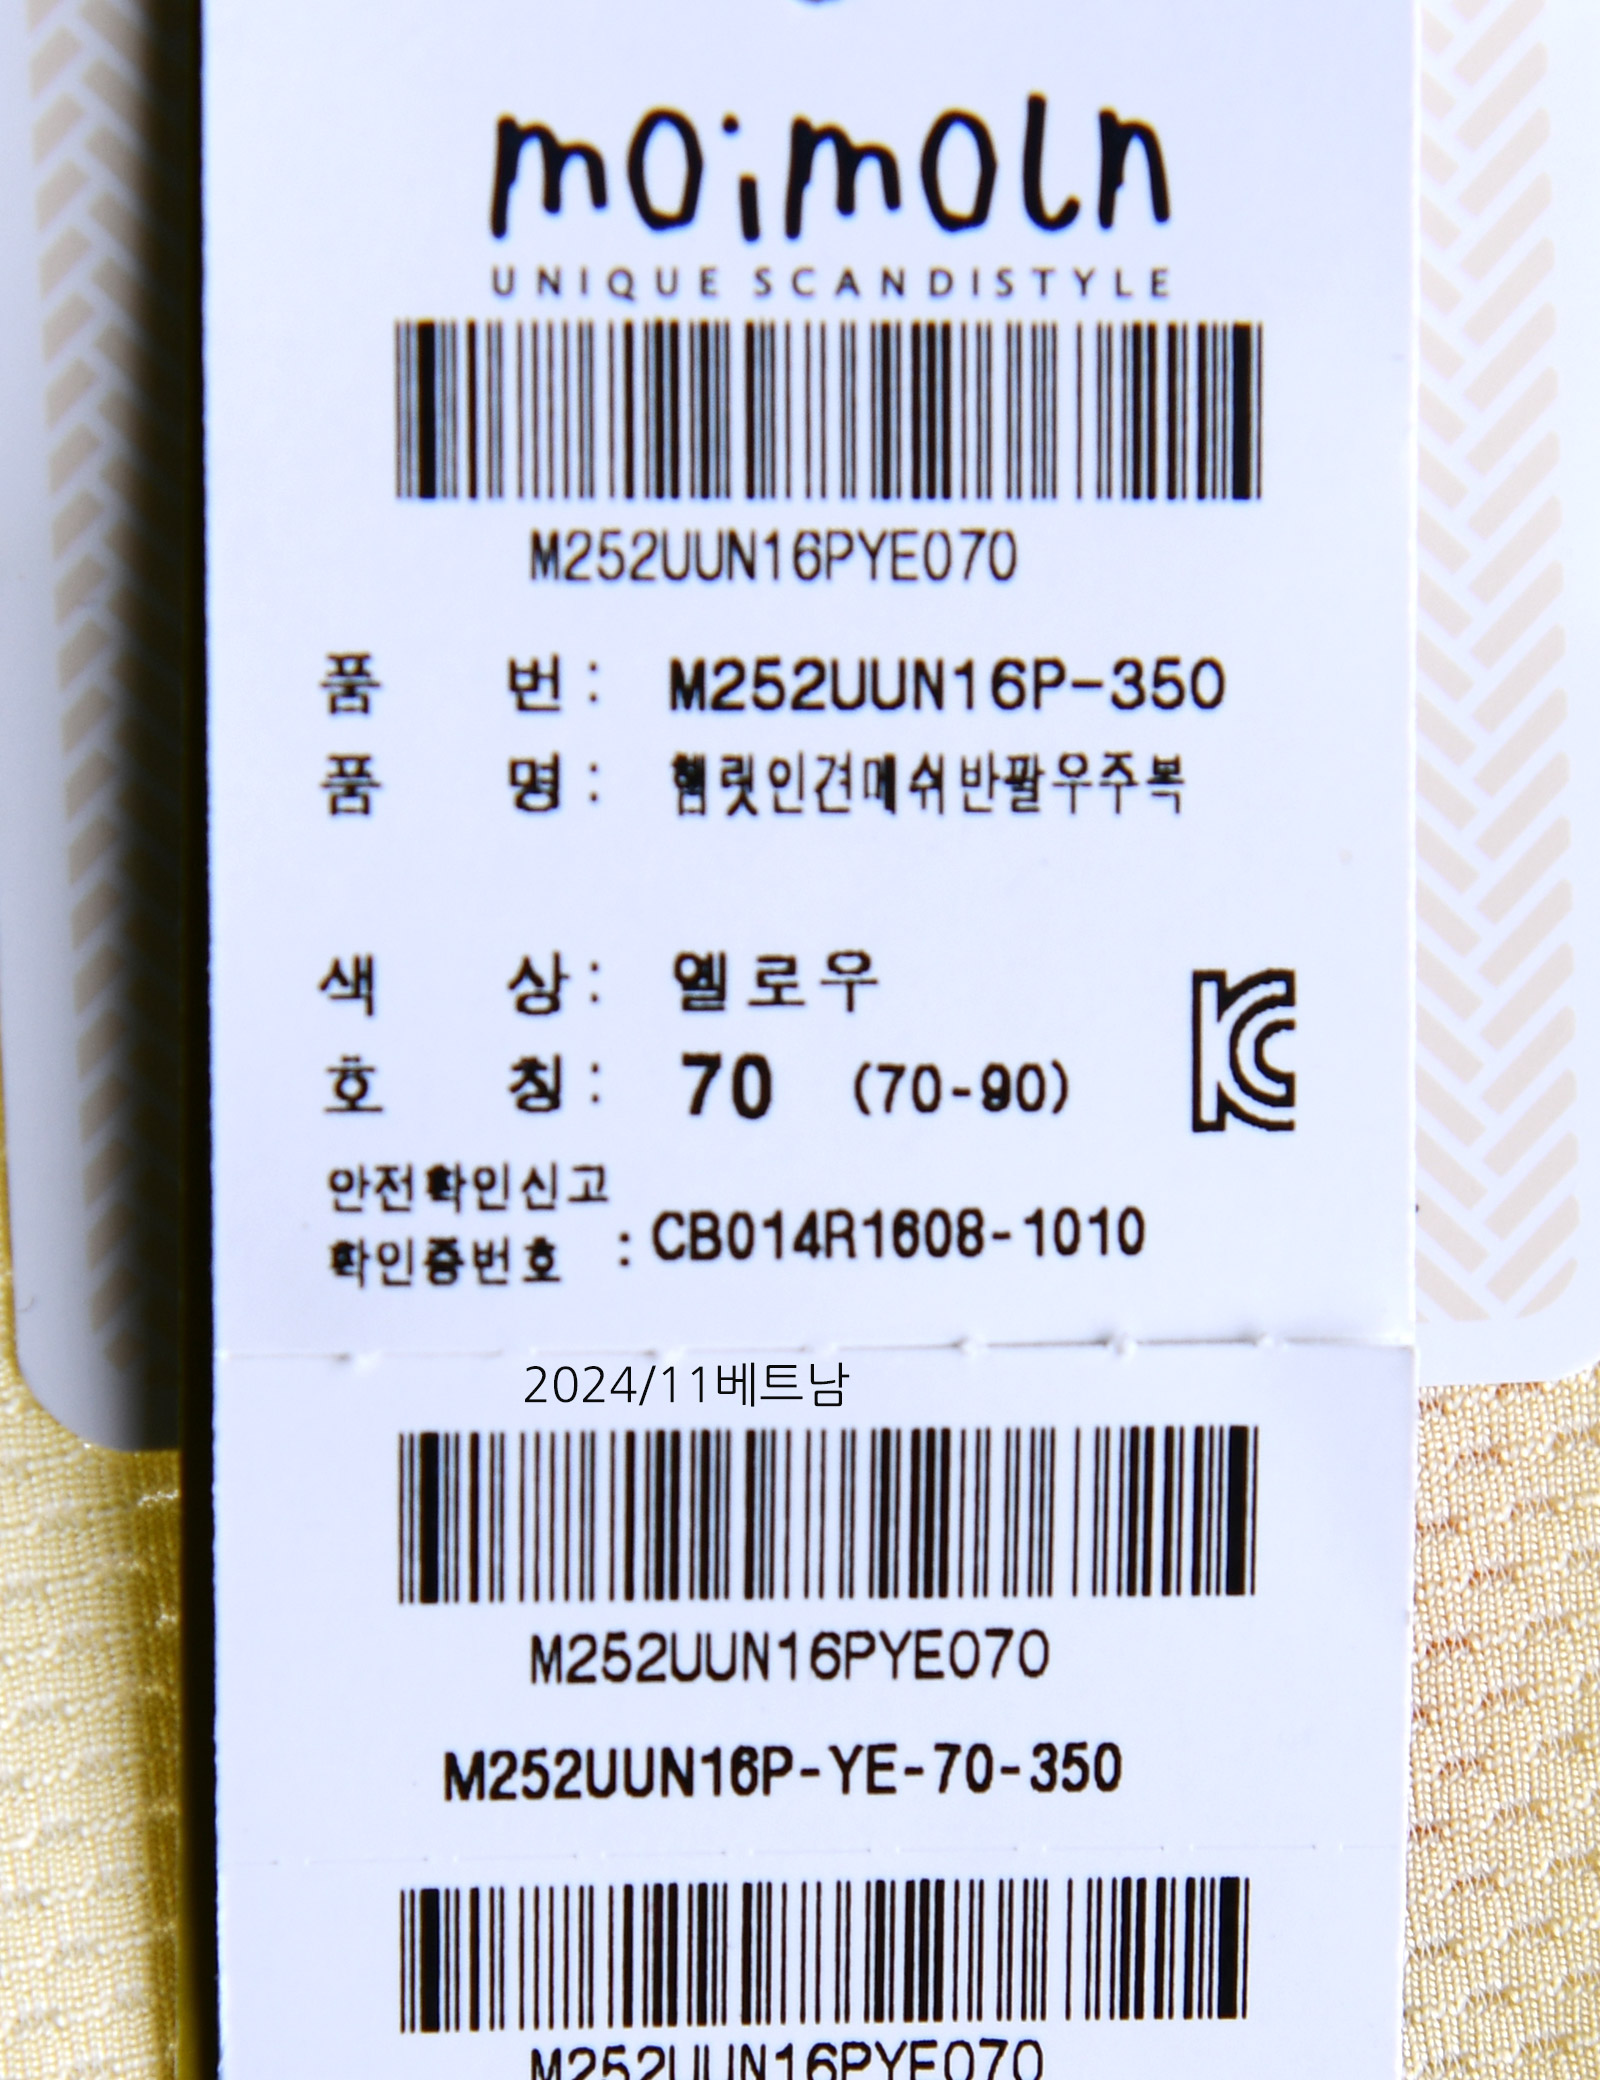 moimoln
UNIQUE SCANDISTYLE
M252UUN16PYE070
품 번 : M252UUN16P-350
품 명 : 햄릿인견메쉬반팔우주복
색 상 : 옐로우
호 칭 : 70 (70-90)
안전확인신고
확인증번호 : CB014R1608-1010
2024/11베트남
M252UUN16PYE070
M252UUN16P-YE-70-350
M252UUN16PYE070